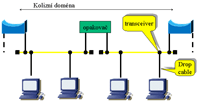 Kolizní doména
opakovač
transceiver
Drop
cable